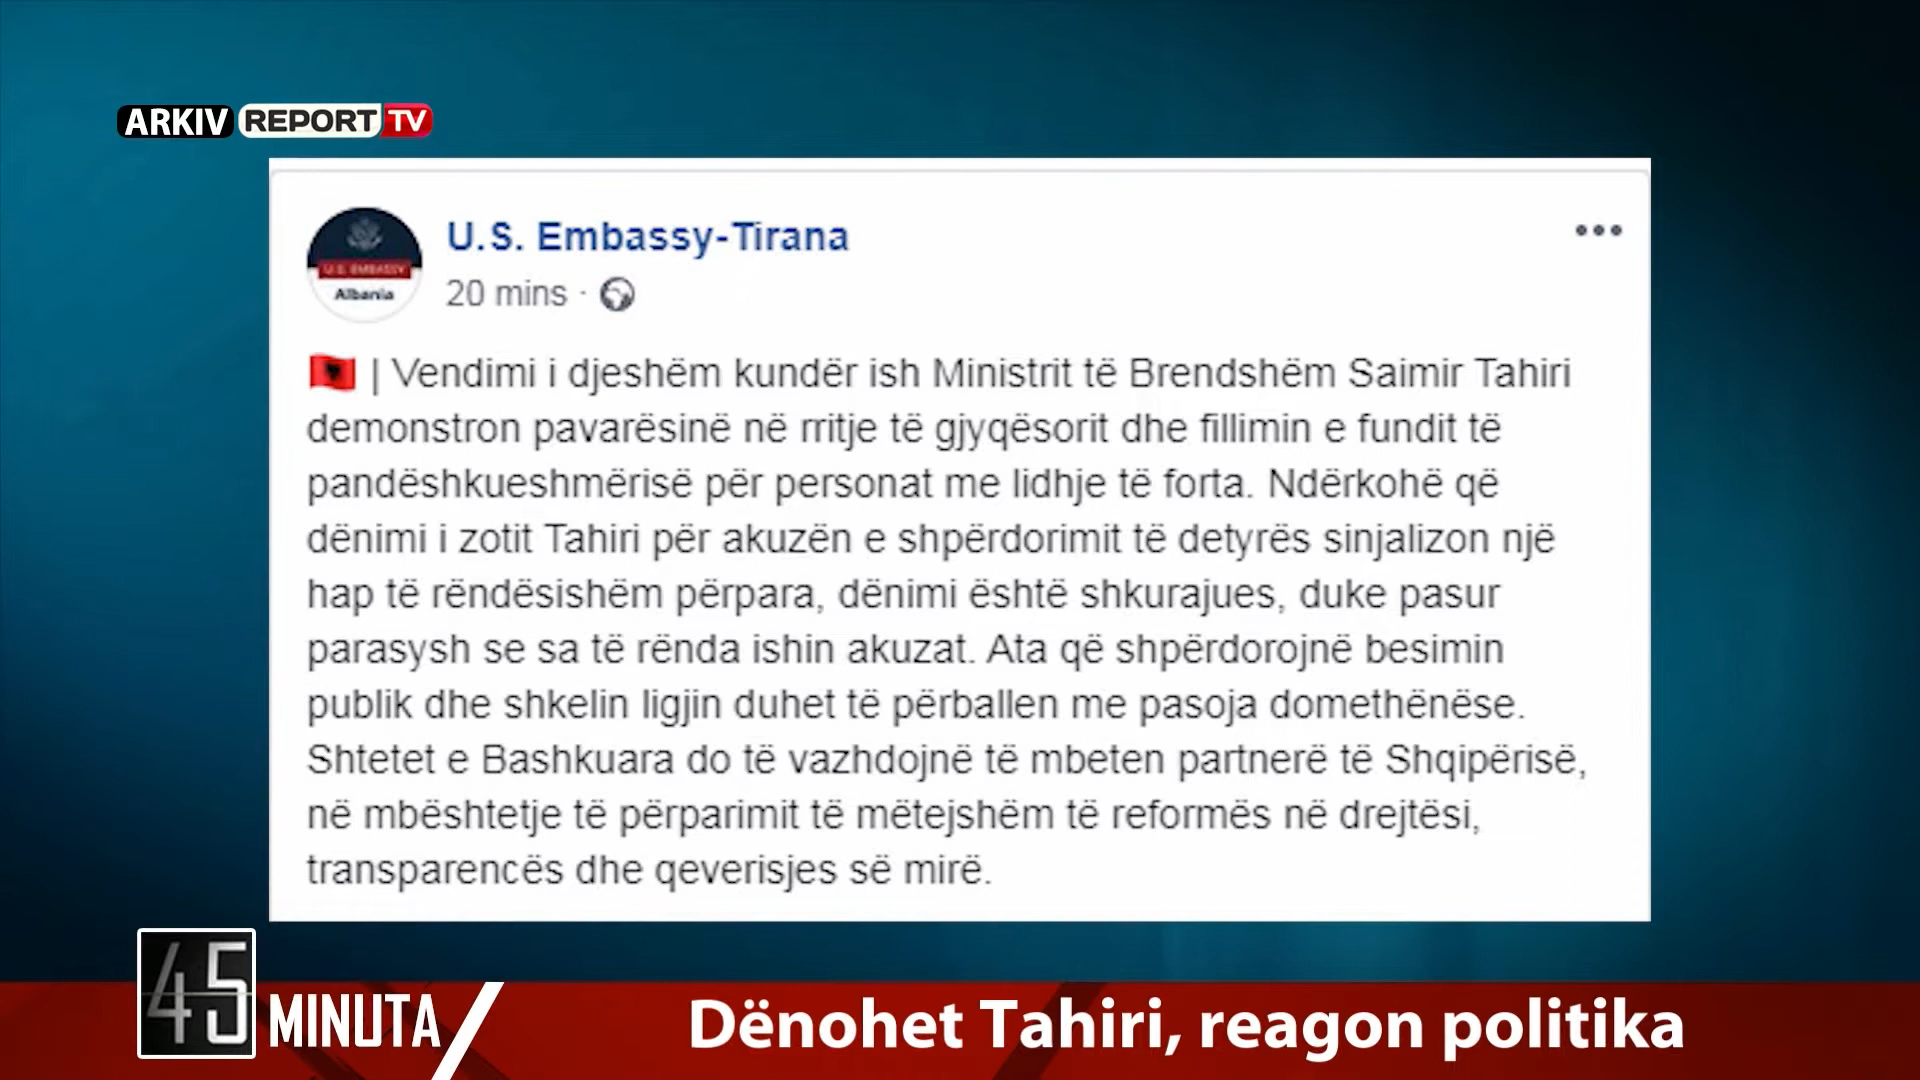 ARKIV REPORT TV
U.S. Embassy-Tirana
20 mins ·
U.S. EMBASSY
Albania
🇦🇱 | Vendimi i djeshëm kundër ish Ministrit të Brendshëm Saimir Tahiri
demonstron pavarësinë në rritje të gjyqësorit dhe fillimin e fundit të
pandëshkueshmërisë për personat me lidhje të forta. Ndërkohë që
dënimi i zotit Tahiri për akuzën e shpërdorimit të detyrës sinjalizon një
hap të rëndësishëm përpara, dënimi është shkurajues, duke pasur
parasysh se sa të rënda ishin akuzat. Ata që shpërdorojnë besimin
publik dhe shkelin ligjin duhet të përballen me pasoja domethënëse.
Shtetet e Bashkuara do të vazhdojnë të mbeten partnerë të Shqipërisë,
në mbështetje të përparimit të mëtejshëm të reformës në drejtësi,
transparencës dhe qeverisjes së mirë.
45 MINUTA
Dënohet Tahiri, reagon politika